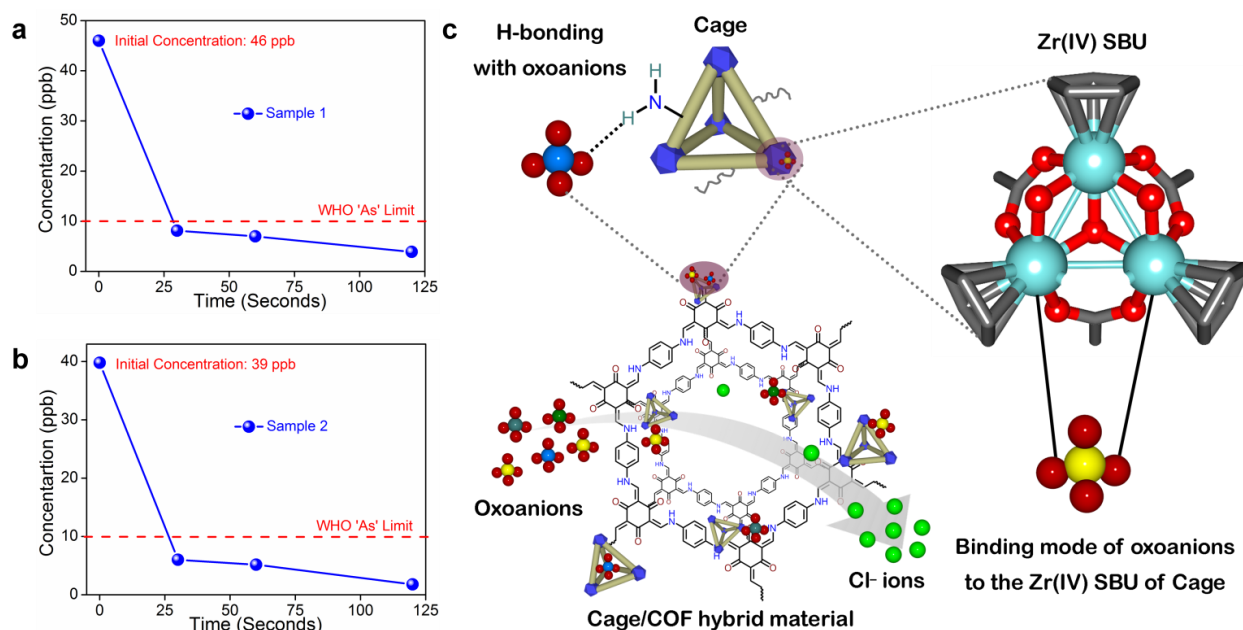 a
50
40
30
20
10
0
Concentartion (ppb)
Initial Concentration: 46 ppb
Sample 1
WHO 'As' Limit
0 25 50 75 100 125
Time (Seconds)
b
40
30
20
10
0
Concentartion (ppb)
Initial Concentration: 39 ppb
Sample 2
WHO 'As' Limit
0 25 50 75 100 125
Time (Seconds)
c
H-bonding
with oxoanions
Cage
H
N
H
Zr(IV) SBU
Oxoanions
Cl- ions
Cage/COF hybrid material
Binding mode of oxoanions
to the Zr(IV) SBU of Cage